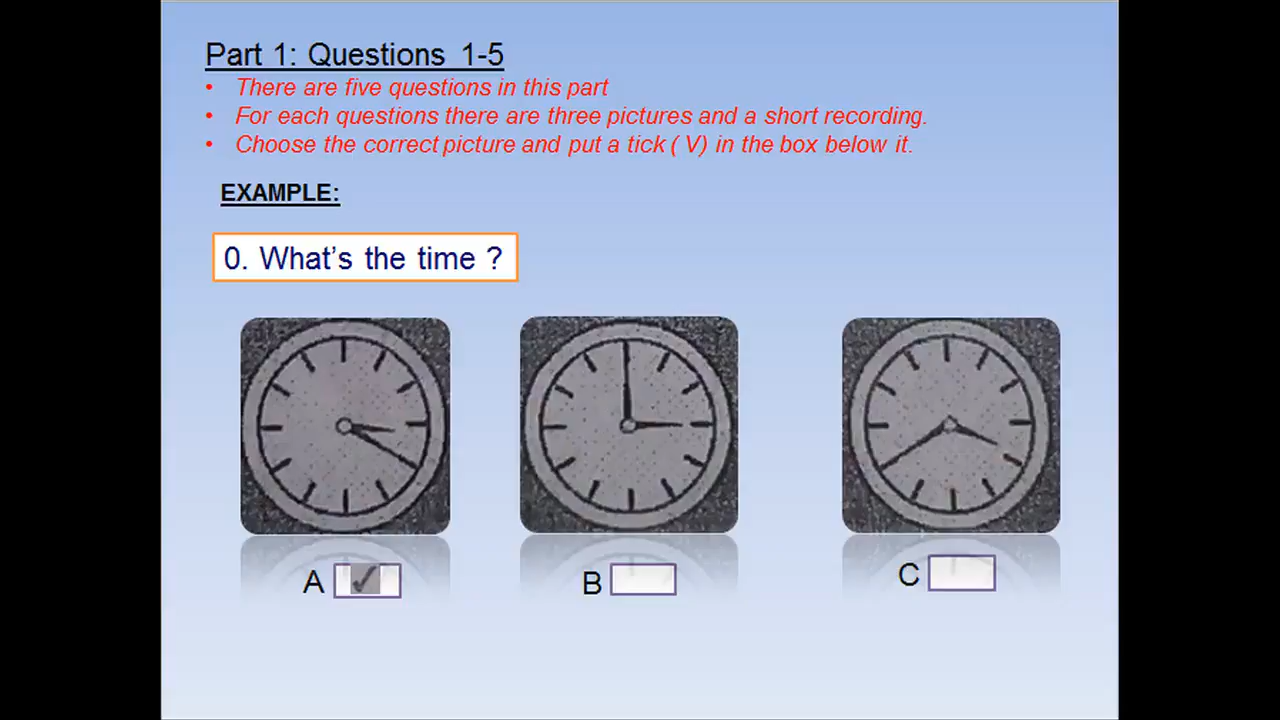 Part 1: Questions 1-5
• There are five questions in this part
• For each questions there are three pictures and a short recording.
• Choose the correct picture and put a tick ( V) in the box below it.
EXAMPLE:
0. What's the time ?
A ✓ B C